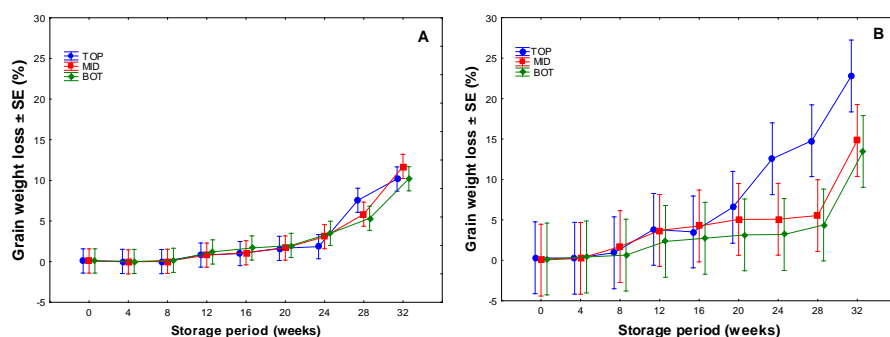 A
TOP
MID
BOT
Grain weight loss ± SE (%)
30
25
20
15
10
5
0
-5
0 4 8 12 16 20 24 28 32
Storage period (weeks)
B
TOP
MID
BOT
Grain weight loss ± SE (%)
30
25
20
15
10
5
0
-5
0 4 8 12 16 20 24 28 32
Storage period (weeks)